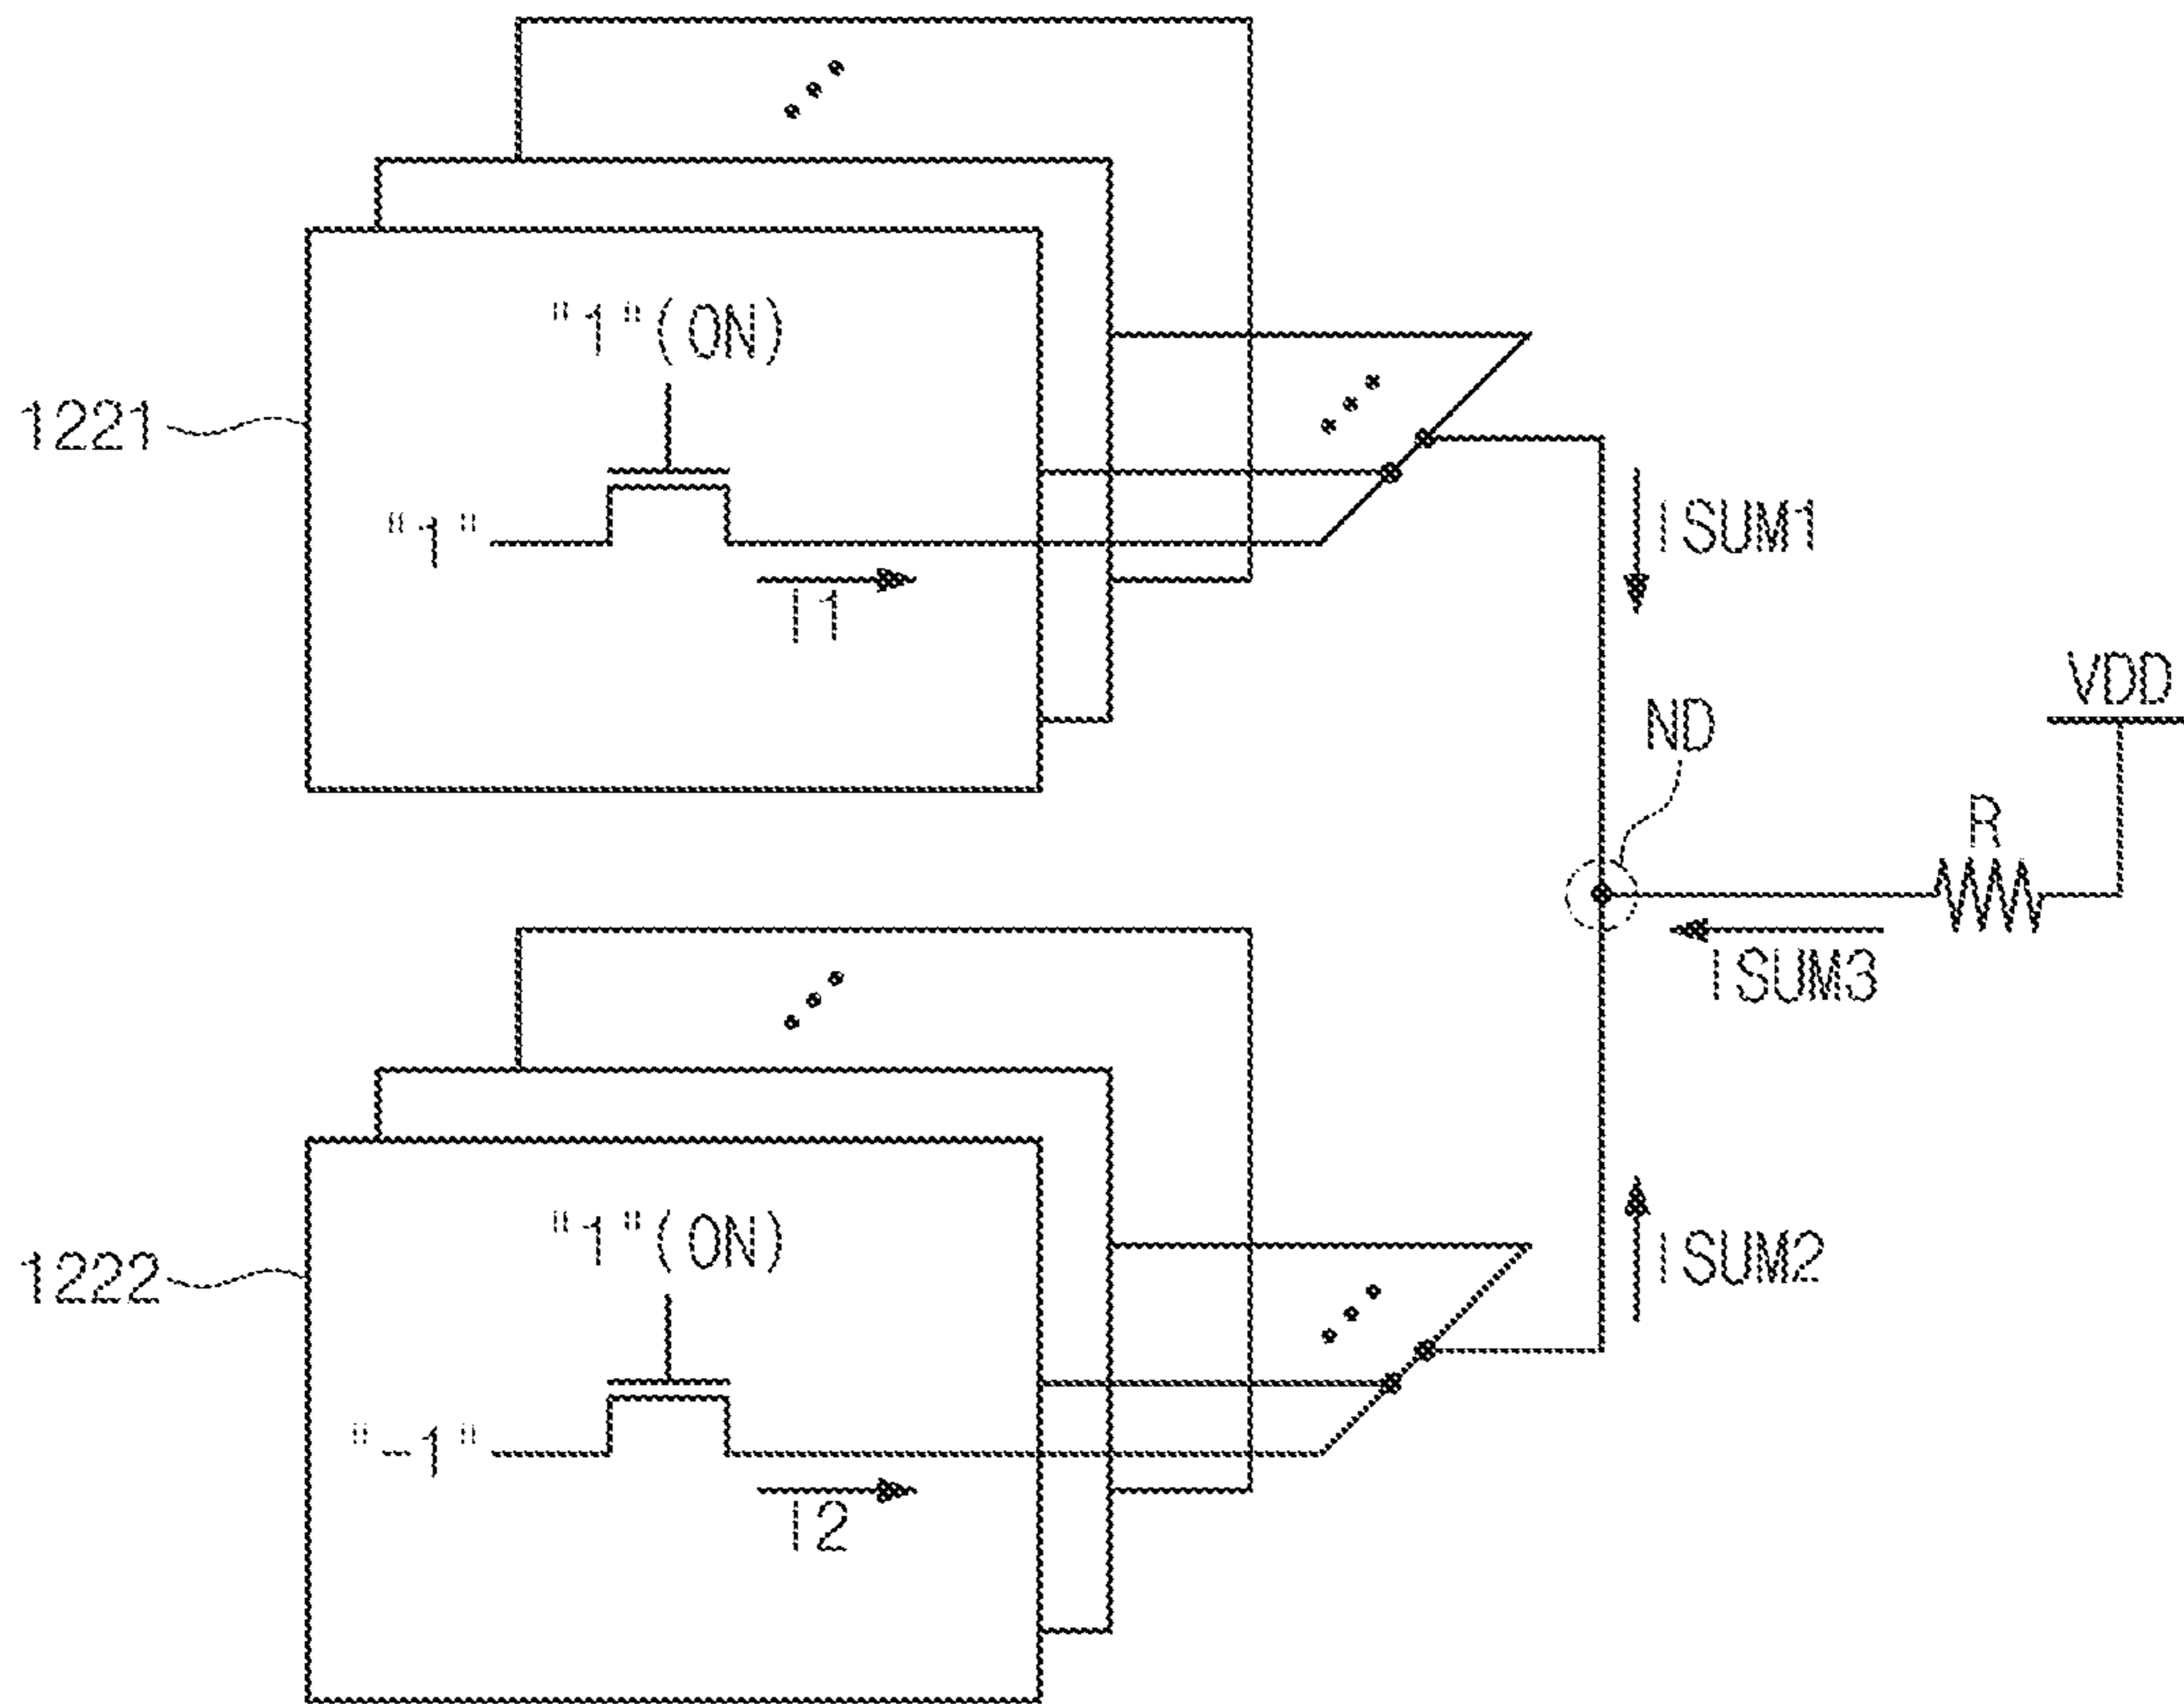 "1"(ON)
1221
"1"
I1
ISUM1
VDD
ND
R
ISUM3
"1"(ON)
1222
ISUM2
"-1"
I2